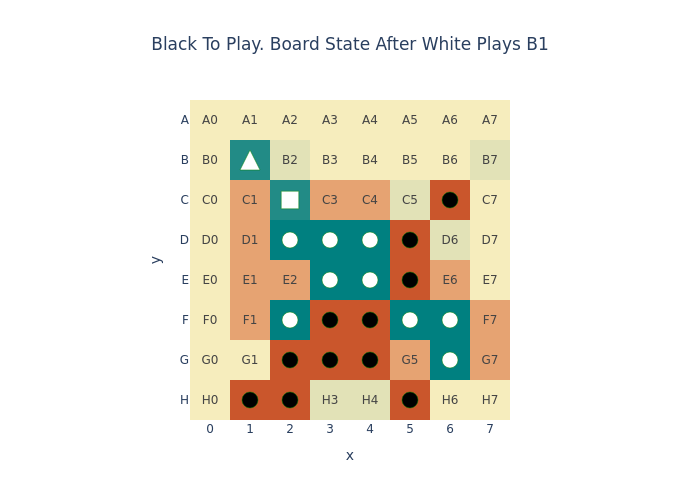 Black To Play. Board State After White Plays B1
A A0 A1 A2 A3 A4 A5 A6 A7
B B0 B2 B3 B4 B5 B6 B7
C C0 C1 C3 C4 C5 C7
D D0 D1 D6 D7
y
E E0 E1 E2 E6 E7
F F0 F1 F7
G G0 G1 G5 G7
H H0 H3 H4 H6 H7
0 1 2 3 4 5 6 7
x